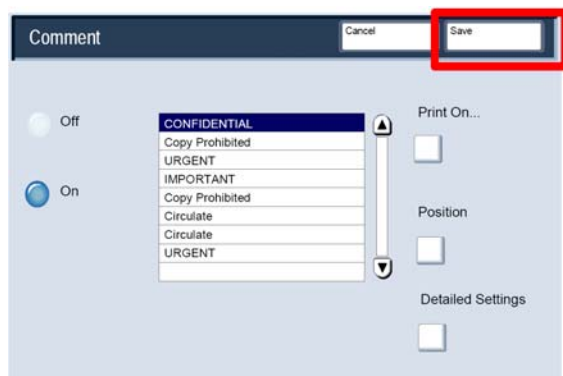 Comment
Cancel
Save
Off
On
CONFIDENTIAL
Copy Prohibited
URGENT
IMPORTANT
Copy Prohibited
Circulate
Circulate
URGENT
Print On...
Position
Detailed Settings